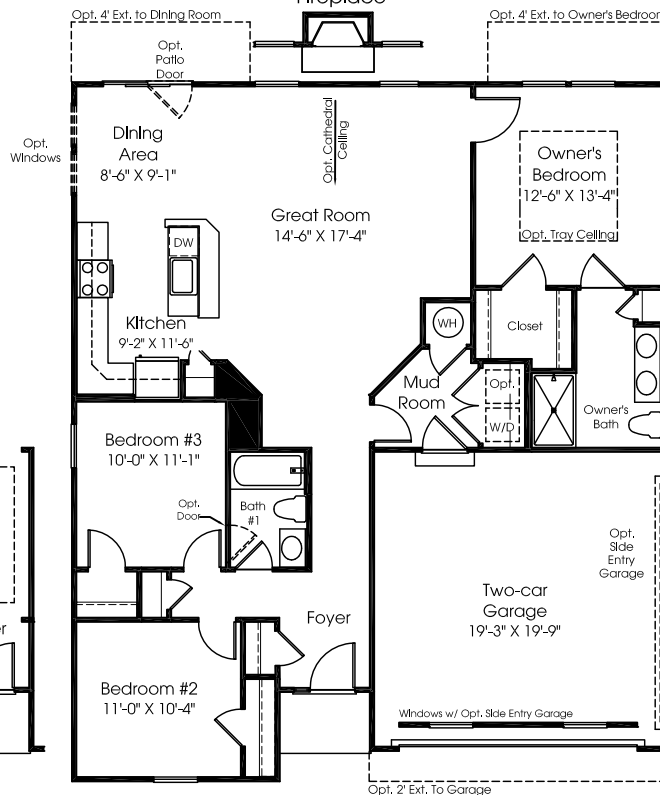 Fireplace
Opt. 4' Ext. to Dining Room
Opt. 4' Ext. to Owner's Bedroom
Opt.
Patio
Door
Opt.
Windows
Dining
Area
8'-6" X 9'-1"
Opt. Cathedral
Ceiling
Owner's
Bedroom
12'-6" X 13'-4"
Opt. Tray Ceiling
Great Room
14'-6" X 17'-4"
DW
Kitchen
9'-2" X 11'-6"
WH
Closet
Mud
Room
Opt.
W/D
Owner's
Bath
Bedroom #3
10'-0" X 11'-1"
Opt.
Door
Bath
#1
Opt.
Side
Entry
Garage
Two-car
Garage
19'-3" X 19'-9"
Foyer
Bedroom #2
11'-0" X 10'-4"
Windows w/ Opt. Side Entry Garage
Opt. 2' Ext. To Garage